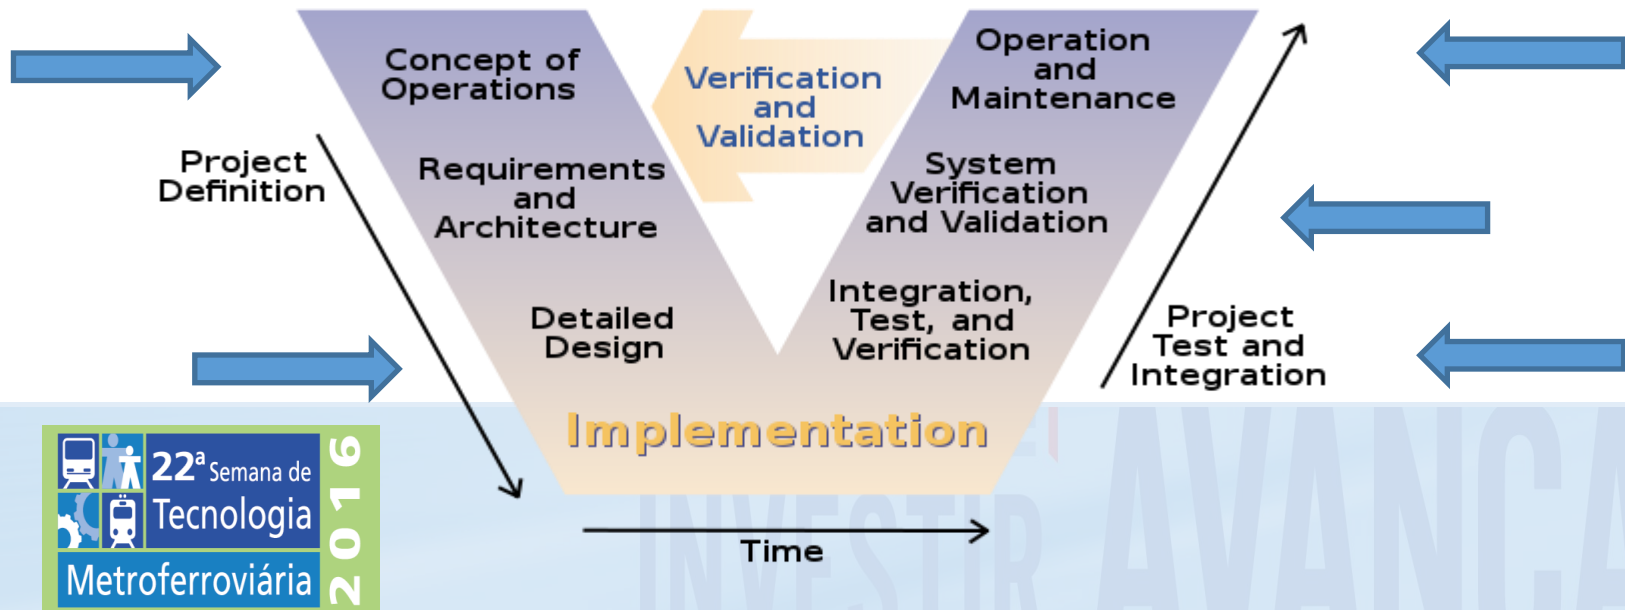 Concept of
Operations
Verification
and
Validation
Operation
and
Maintenance
Project
Definition
Requirements
and
Architecture
System
Verification
and Validation
Detailed
Design
Integration,
Test, and
Verification
Project
Test and
Integration
Implementation
Time
22ª Semana de
Tecnologia
Metroferroviária
2016
INVESTIR